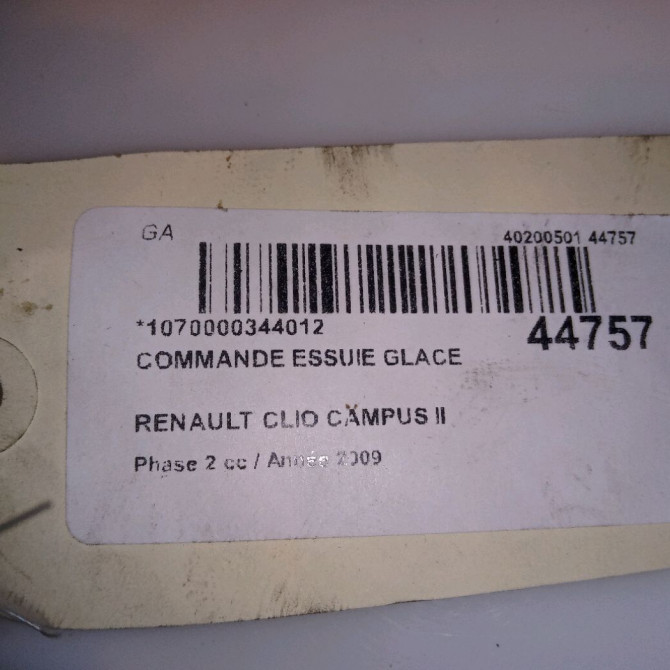 GA
40200501 44757
*1070000344012
44757
COMMANDE ESSUIE GLACE
RENAULT CLIO CAMPUS II
Phase 2 cc / Année 2009